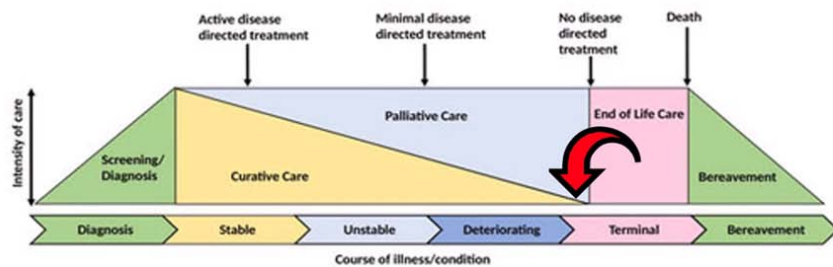 Active disease
directed treatment
Minimal disease
directed treatment
No disease
directed
treatment
Death
Intensity of care
Screening/
Diagnosis
Curative Care
Palliative Care
End of Life Care
Bereavement
Diagnosis
Stable
Unstable
Deteriorating
Terminal
Bereavement
Course of illness/condition